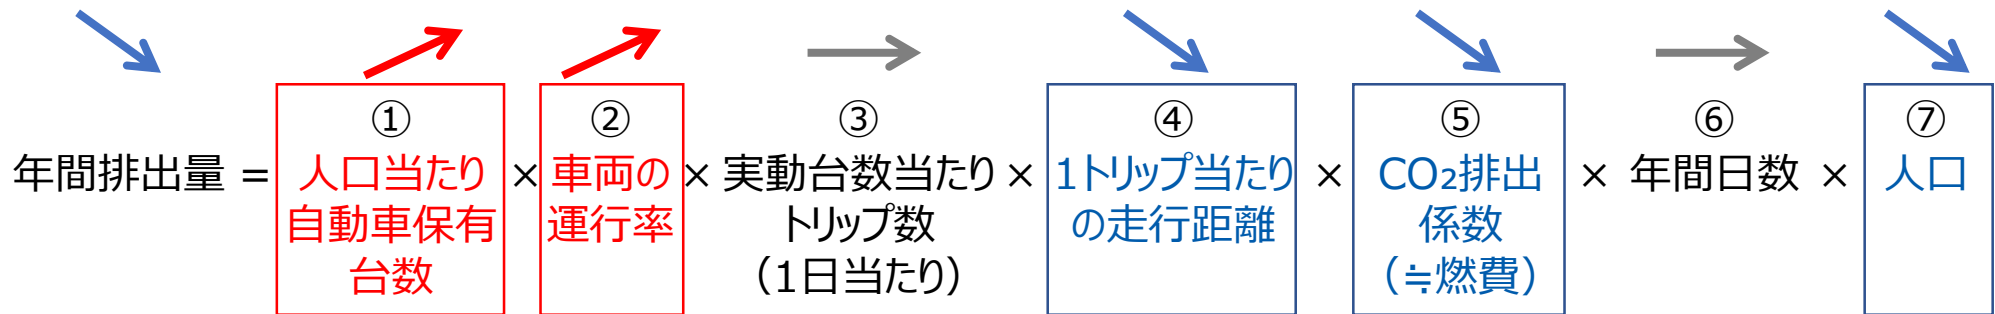 ① ② ③ ④ ⑤ ⑥ ⑦
年間排出量 = 人口当たり × 車両の × 実動台数当たり × 1トリップ当たり × CO₂排出 × 年間日数 × 人口
自動車保有 運行率 トリップ数 の走行距離 係数
台数 （1日当たり） （≒燃費）